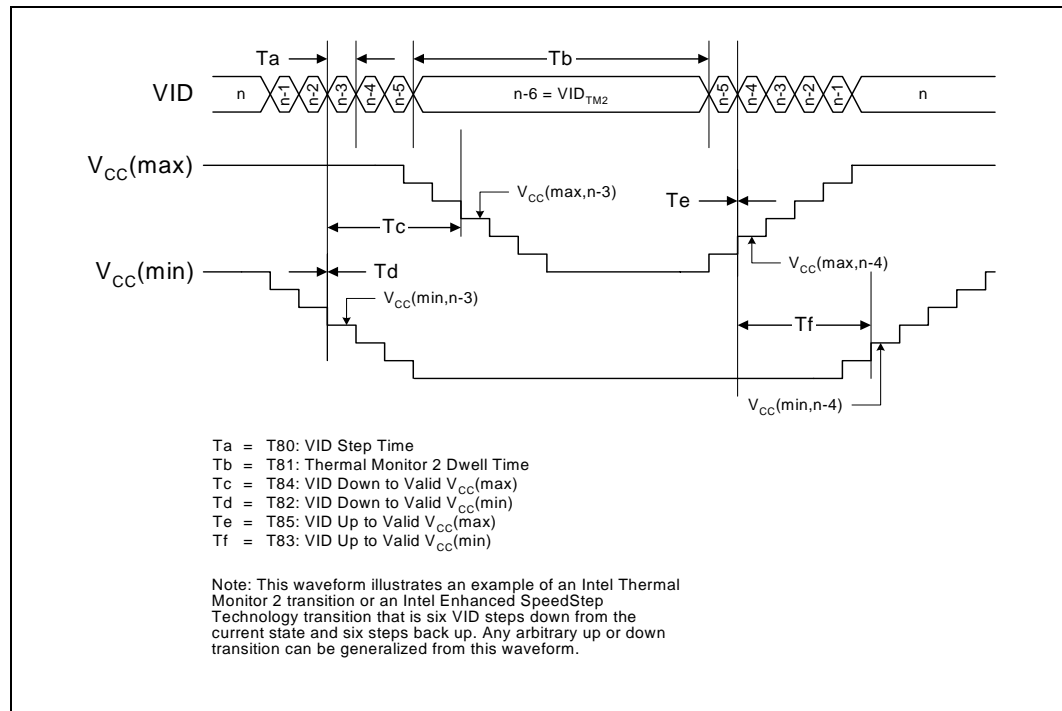 Ta
Tb
VID
n
n-1
n-2
n-3
n-4
n-5
n-6 = VID_TM2
n-5
n-4
n-3
n-2
n-1
n
V_CC(max)
V_CC(max,n-3)
Te
Tc
V_CC(min)
Td
V_CC(max,n-4)
V_CC(min,n-3)
Tf
V_CC(min,n-4)
Ta = T80: VID Step Time
Tb = T81: Thermal Monitor 2 Dwell Time
Tc = T84: VID Down to Valid V_CC(max)
Td = T82: VID Down to Valid V_CC(min)
Te = T85: VID Up to Valid V_CC(max)
Tf = T83: VID Up to Valid V_CC(min)
Note: This waveform illustrates an example of an Intel Thermal
Monitor 2 transition or an Intel Enhanced SpeedStep
Technology transition that is six VID steps down from the
current state and six steps back up. Any arbitrary up or down
transition can be generalized from this waveform.